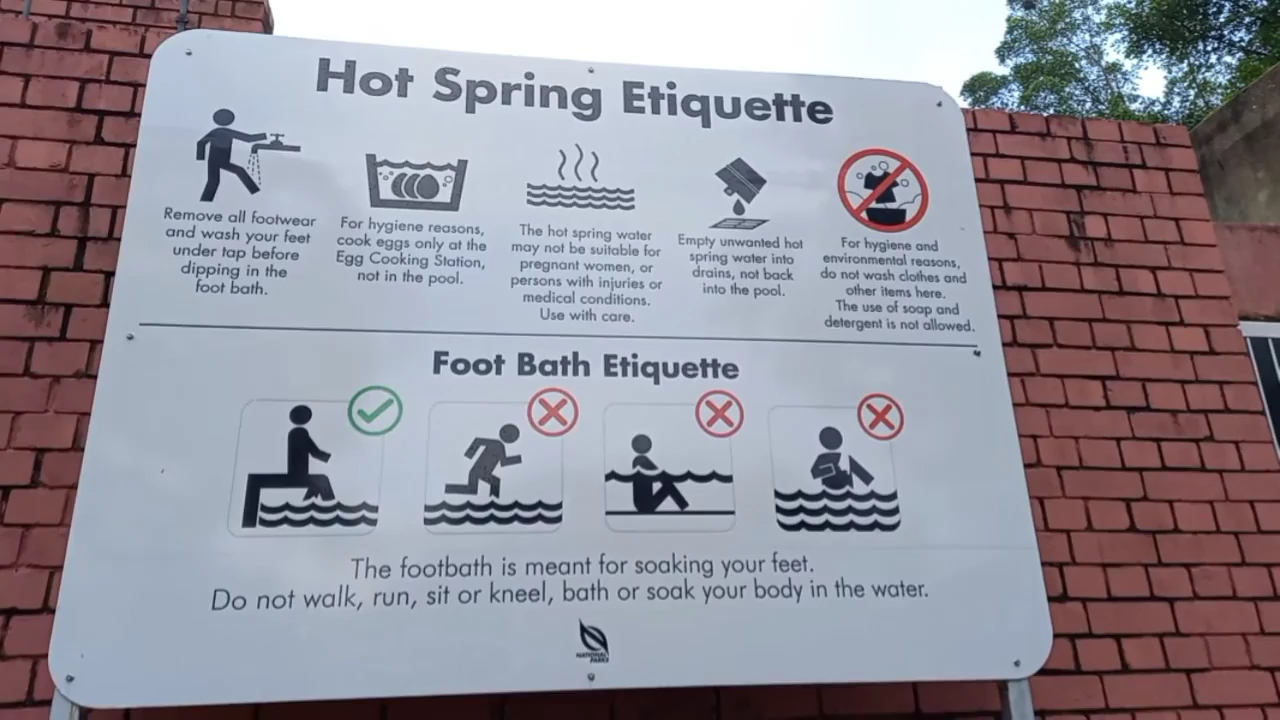 Hot Spring Etiquette
Remove all footwear
and wash your feet
under tap before
dipping in the
foot bath.
For hygiene reasons,
cook eggs only at the
Egg Cooking Station,
not in the pool.
The hot spring water
may not be suitable for
pregnant women, or
persons with injuries or
medical conditions.
Use with care.
Empty unwanted hot
spring water into
drains, not back
into the pool.
For hygiene and
environmental reasons,
do not wash clothes and
other items here.
The use of soap and
detergent is not allowed.
Foot Bath Etiquette
The footbath is meant for soaking your feet.
Do not walk, run, sit or kneel, bath or soak your body in the water.
NATIONAL
PARKS